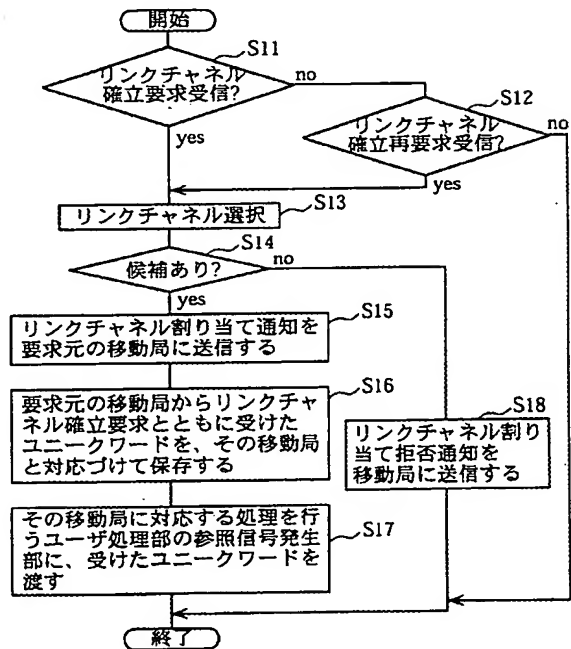 開始
S11
リンクチャネル
確立要求受信?
no
yes
S12
リンクチャネル
確立再要求受信?
no
yes
S13
リンクチャネル選択
S14
候補あり?
no
yes
S15
リンクチャネル割り当て通知を
要求元の移動局に送信する
S16
要求元の移動局からリンクチャ
ネル確立要求とともに受けた
ユニークワードを、その移動局
と対応づけて保存する
S18
リンクチャネル割り
当て拒否通知を
移動局に送信する
S17
その移動局に対応する処理を行
うユーザ処理部の参照信号発生
部に、受けたユニークワードを
渡す
終了